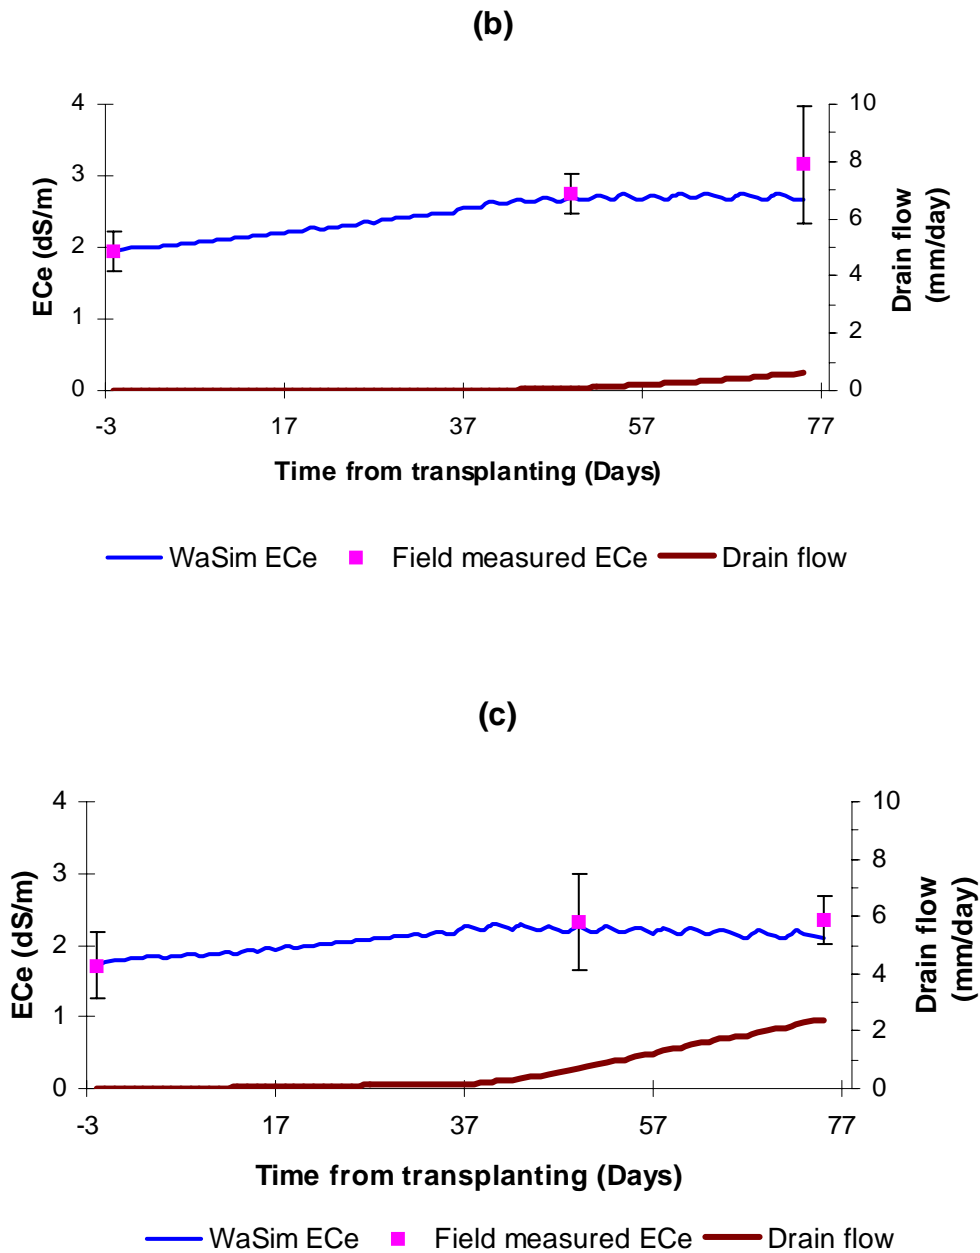 (b)
4
3
2
1
0
ECe (dS/m)
10
8
6
4
2
0
Drain flow
(mm/day)
-3 17 37 57 77
Time from transplanting (Days)
WaSim ECe Field measured ECe Drain flow
(c)
4
3
2
1
0
ECe (dS/m)
10
8
6
4
2
0
Drain flow
(mm/day)
-3 17 37 57 77
Time from transplanting (Days)
WaSim ECe Field measured ECe Drain flow